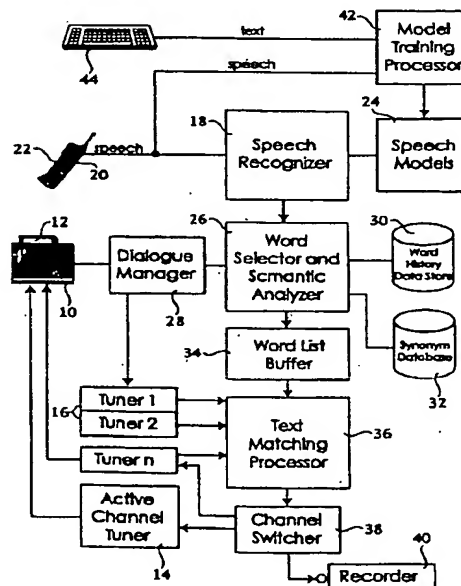 42
Model
Training
Processor
text
44
speech
24
Speech
Models
18
Speech
Recognizer
22
speech
20
12
10
Dialogue
Manager
28
26
Word
Selector and
Semantic
Analyzer
30
Word
History
Data Store
Synonym
Database
32
34
Word List
Buffer
16
Tuner 1
Tuner 2
Tuner n
Text
Matching
Processor
36
Active
Channel
Tuner
14
Channel
Switcher
38
40
Recorder